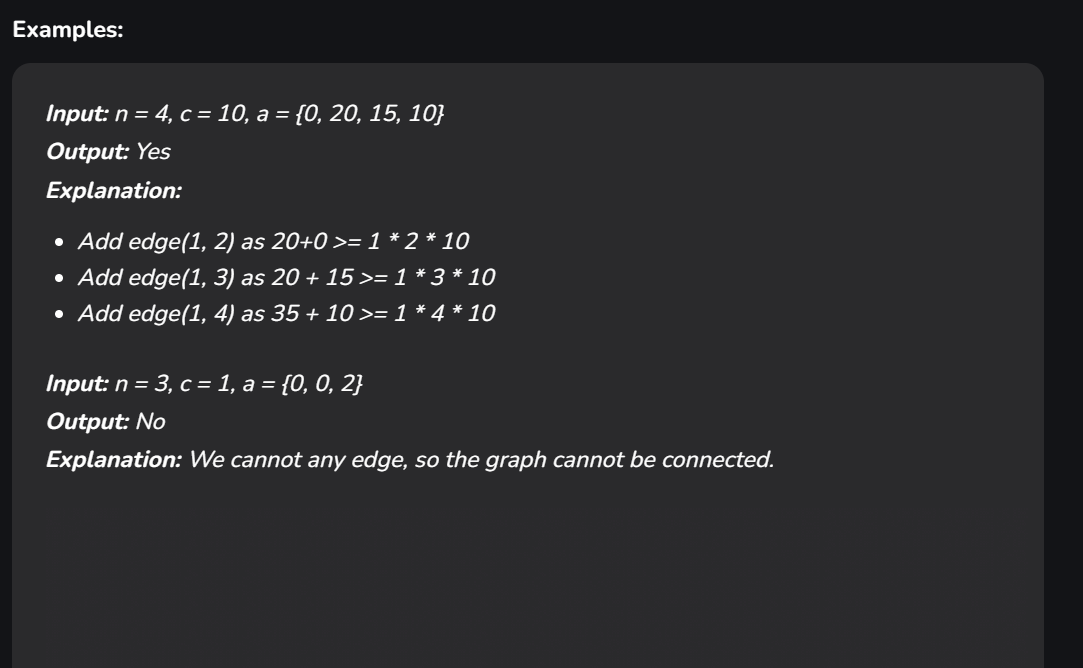 Examples:
Input: n = 4, c = 10, a = {0, 20, 15, 10}
Output: Yes
Explanation:
• Add edge(1, 2) as 20+0 >= 1 * 2 * 10
• Add edge(1, 3) as 20 + 15 >= 1 * 3 * 10
• Add edge(1, 4) as 35 + 10 >= 1 * 4 * 10
Input: n = 3, c = 1, a = {0, 0, 2}
Output: No
Explanation: We cannot any edge, so the graph cannot be connected.